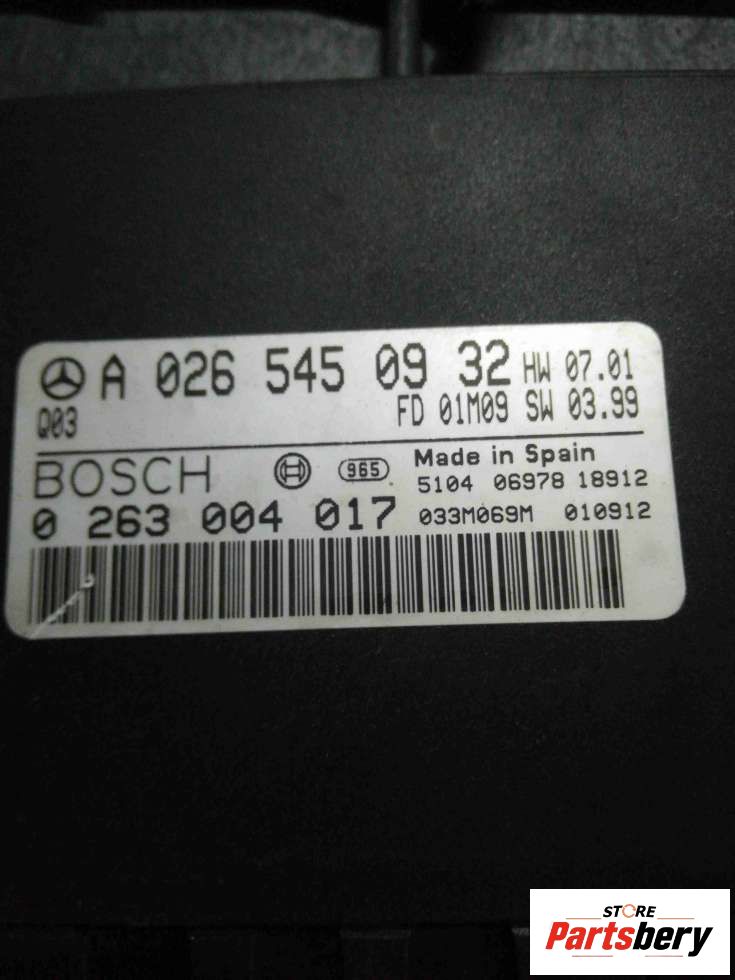 A 026 545 09 32 HW 07.01
Q03 FD 01M09 SW 03.99
BOSCH 965 Made in Spain
5104 06978 18912
0 263 004 017 033M069M 010912
STORE
Partsbery